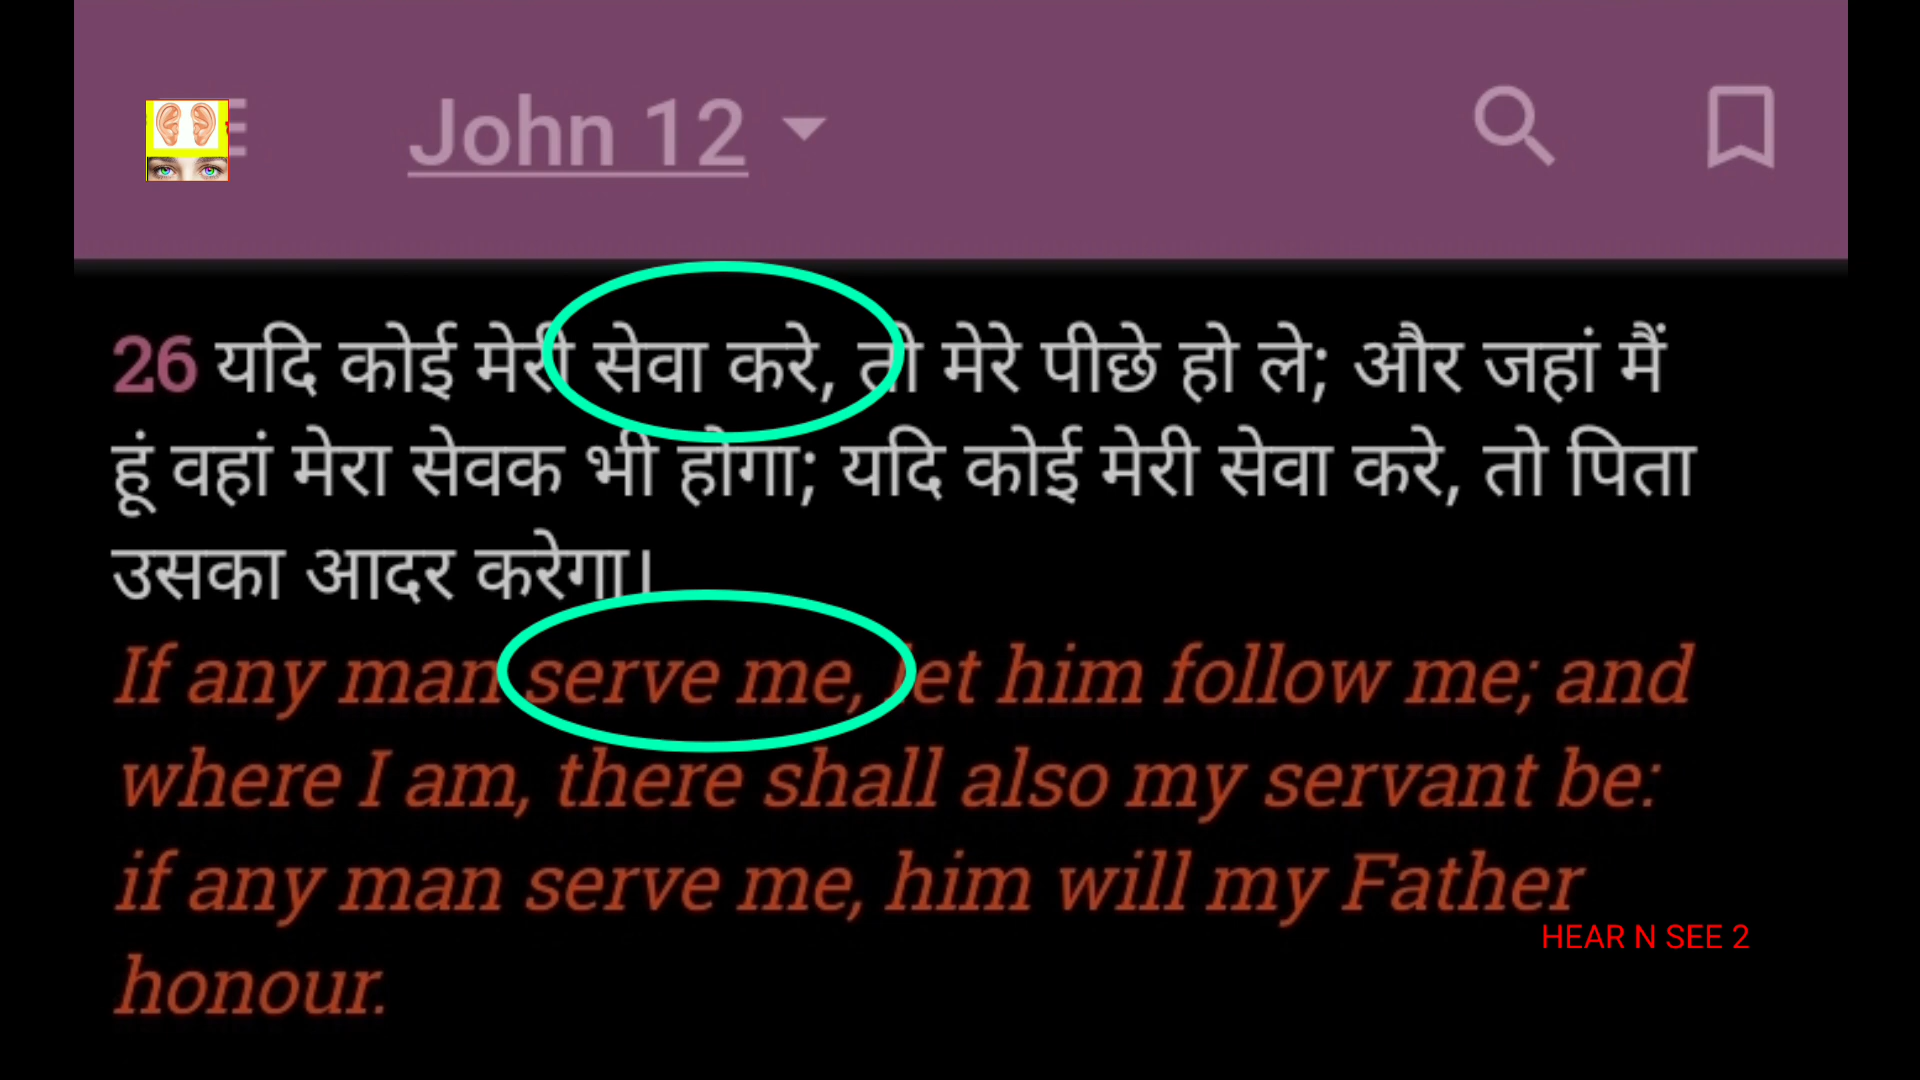 John 12
26 यदि कोई मेरी सेवा करे, तो मेरे पीछे हो ले; और जहां मैं
हूं वहां मेरा सेवक भी होगा; यदि कोई मेरी सेवा करे, तो पिता
उसका आदर करेगा।
If any man serve me, let him follow me; and
where I am, there shall also my servant be:
if any man serve me, him will my Father
honour.
HEAR N SEE 2